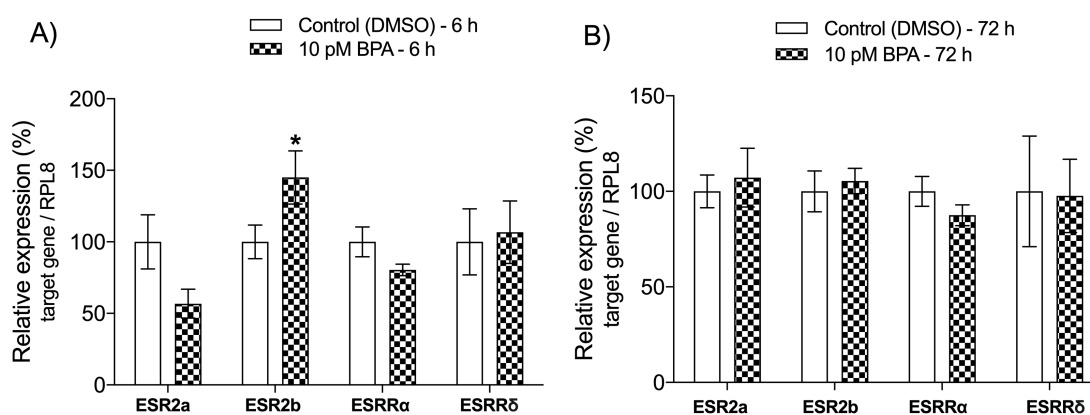 A)
Control (DMSO) - 6 h
10 pM BPA - 6 h
Relative expression (%)
target gene / RPL8
200
150
100
50
0
*
ESR2a
ESR2b
ESRRα
ESRRδ
B)
Control (DMSO) - 72 h
10 pM BPA - 72 h
Relative expression (%)
target gene / RPL8
150
100
50
0
ESR2a
ESR2b
ESRRα
ESRRδ